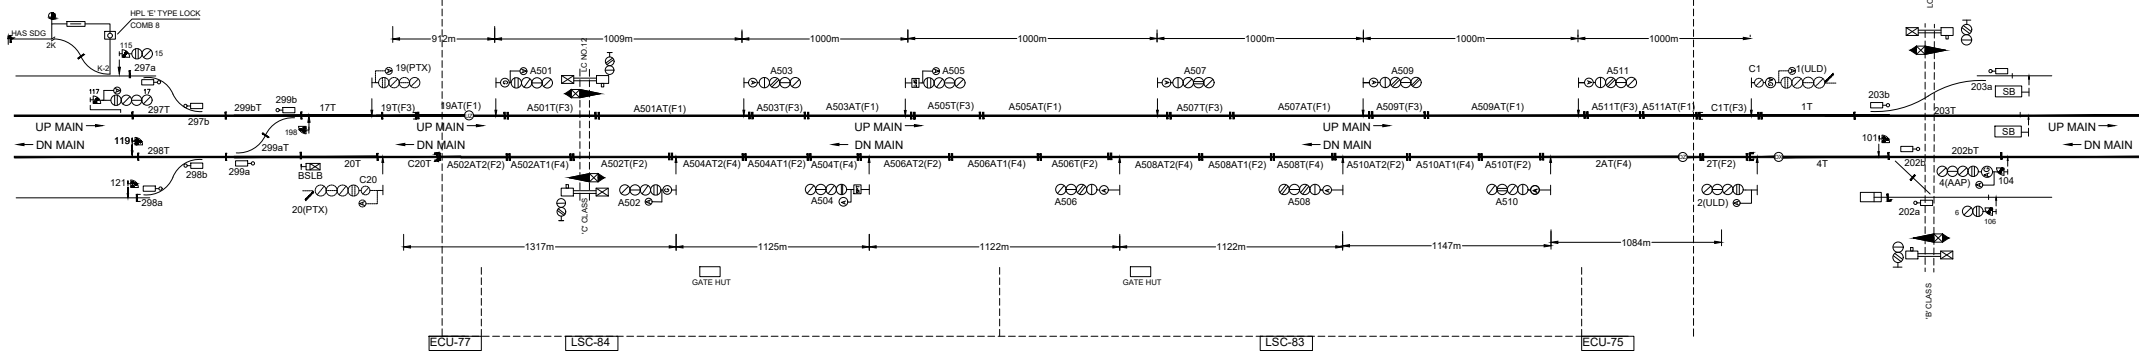 HPL 'E' TYPE LOCK
COMB 8
HAS SDG
2K
K-2
115
15
297a
117
17
297T
297b
299bT
299b
17T
198
299aT
19(PTX)
19T(F3)
19AT(F1)
912m
1009m
1000m
1000m
1000m
1000m
1000m
LC NO.12
A501
A503
A505
A507
A509
A511
C1
1(ULD)
A501T(F3)
A501AT(F1)
A503T(F3)
A503AT(F1)
A505T(F3)
A505AT(F1)
A507T(F3)
A507AT(F1)
A509T(F3)
A509AT(F1)
A511T(F3)
A511AT(F1)
C1T(F3)
1T
203b
203a
203T
SB
SB
UP MAIN
UP MAIN
UP MAIN
UP MAIN
UP MAIN
DN MAIN
DN MAIN
DN MAIN
DN MAIN
DN MAIN
119
298T
121
298a
298b
299a
BSLB
20T
20(PTX)
C20
C20T
A502AT2(F2)
A502AT1(F4)
A502T(F2)
A504AT2(F4)
A504AT1(F2)
A504T(F4)
A506AT2(F2)
A506AT1(F4)
A506T(F2)
A508AT2(F4)
A508AT1(F2)
A508T(F4)
A510AT2(F2)
A510AT1(F4)
A510T(F2)
2AT(F4)
2T(F2)
4T
101
202b
202bT
202a
4(AAP)
104
6
106
A502
A504
A506
A508
A510
2(ULD)
'C' CLASS
'B' CLASS
1317m
1125m
1122m
1122m
1147m
1084m
GATE HUT
GATE HUT
ECU-77
LSC-84
LSC-83
ECU-75